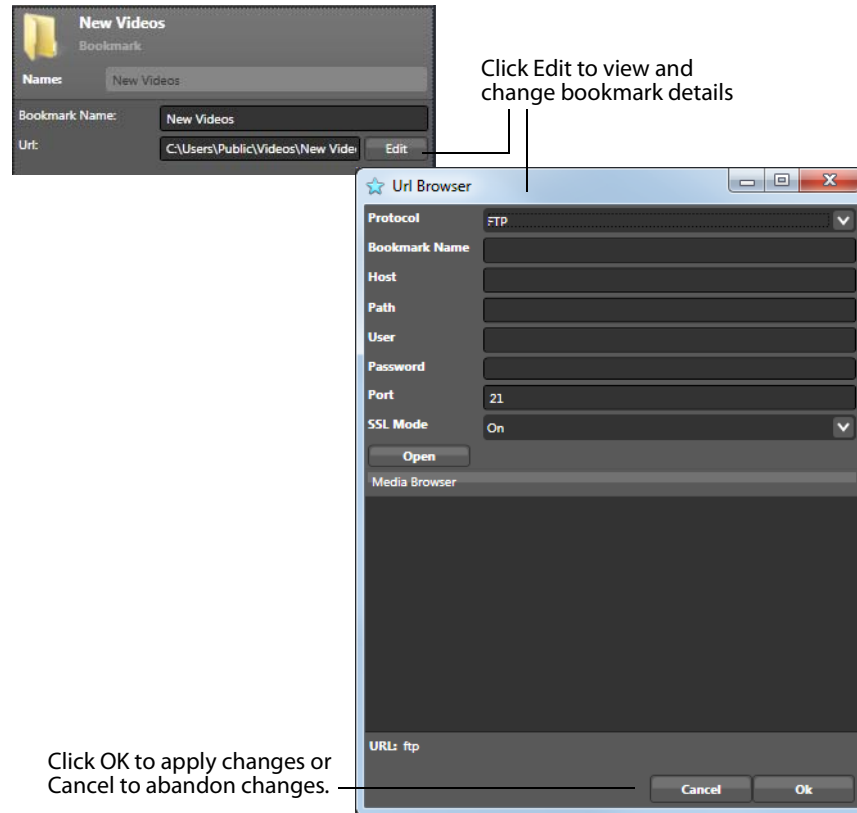 New Videos
Bookmark
Name: New Videos
Bookmark Name: New Videos
Url: C:\Users\Public\Videos\New Vide Edit
Click Edit to view and
change bookmark details
Url Browser
Protocol FTP
Bookmark Name
Host
Path
User
Password
Port 21
SSL Mode On
Open
Media Browser
URL: ftp
Click OK to apply changes or
Cancel to abandon changes.
Cancel Ok